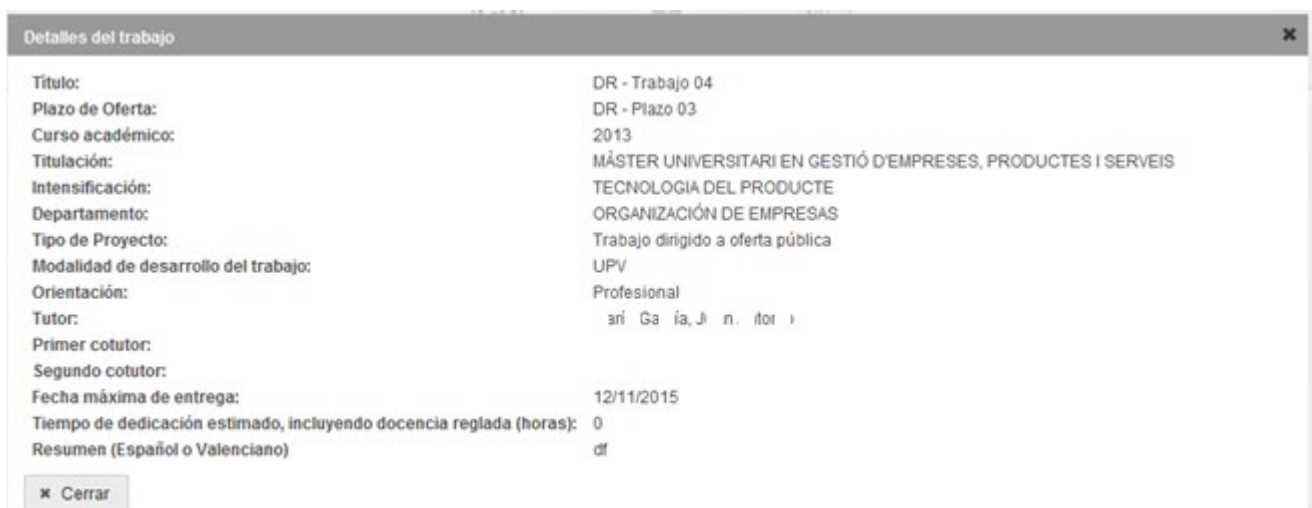 Detalles del trabajo
Título: DR - Trabajo 04
Plazo de Oferta: DR - Plazo 03
Curso académico: 2013
Titulación: MÀSTER UNIVERSITARI EN GESTIÓ D'EMPRESES, PRODUCTES I SERVEIS
Intensificación: TECNOLOGIA DEL PRODUCTE
Departamento: ORGANIZACIÓN DE EMPRESAS
Tipo de Proyecto: Trabajo dirigido a oferta pública
Modalidad de desarrollo del trabajo: UPV
Orientación: Profesional
Tutor:
Primer cotutor:
Segundo cotutor:
Fecha máxima de entrega: 12/11/2015
Tiempo de dedicación estimado, incluyendo docencia reglada (horas): 0
Resumen (Español o Valenciano) df
Cerrar